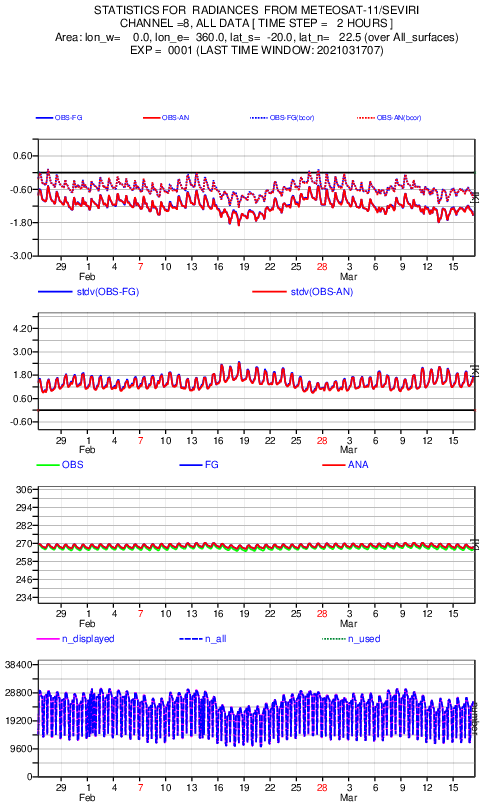 STATISTICS FOR RADIANCES FROM METEOSAT-11/SEVIRI
CHANNEL =8, ALL DATA [ TIME STEP = 2 HOURS ]
Area: lon_w= 0.0, lon_e= 360.0, lat_s= -20.0, lat_n= 22.5 (over All_surfaces)
EXP = 0001 (LAST TIME WINDOW: 2021031707)
OBS-FG OBS-AN OBS-FG(bcor) OBS-AN(bcor)
0.60
-0.60
-1.80
-3.00
[K]
29 1 4 7 10 13 16 19 22 25 28 3 6 9 12 15
Feb Mar
stdv(OBS-FG) stdv(OBS-AN)
4.20
3.00
1.80
0.60
-0.60
[K]
29 1 4 7 10 13 16 19 22 25 28 3 6 9 12 15
Feb Mar
OBS FG ANA
306
294
282
270
258
246
234
[K]
29 1 4 7 10 13 16 19 22 25 28 3 6 9 12 15
Feb Mar
n_displayed n_all n_used
38400
28800
19200
9600
0
number
29 1 4 7 10 13 16 19 22 25 28 3 6 9 12 15
Feb Mar